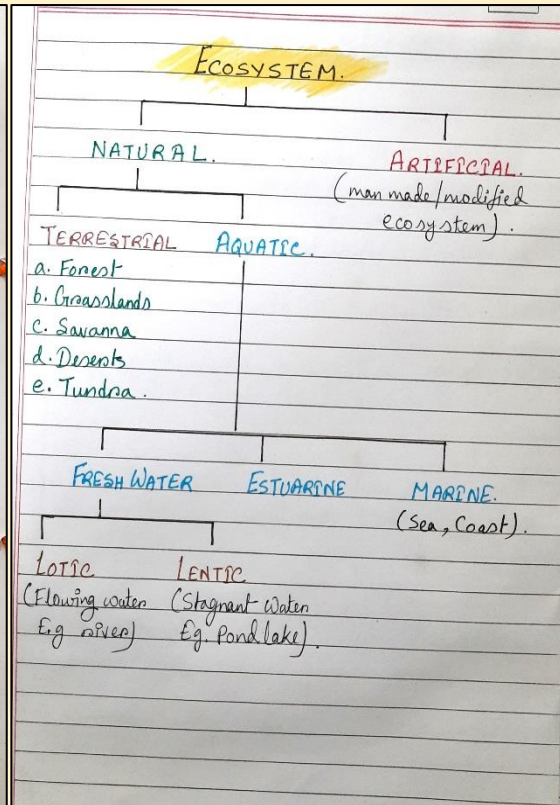 ECOSYSTEM.
NATURAL.
ARTIFICIAL.
(man made/modified
ecosystem).
TERRESTRIAL
a. Forest
b. Grasslands
c. Savanna
d. Deserts
e. Tundra.
AQUATIC.
FRESH WATER
ESTUARINE
MARINE.
(Sea, Coast).
LOTIC
(Flowing water
E.g river)
LENTIC
(Stagnant Water
Eg. Pond lake).